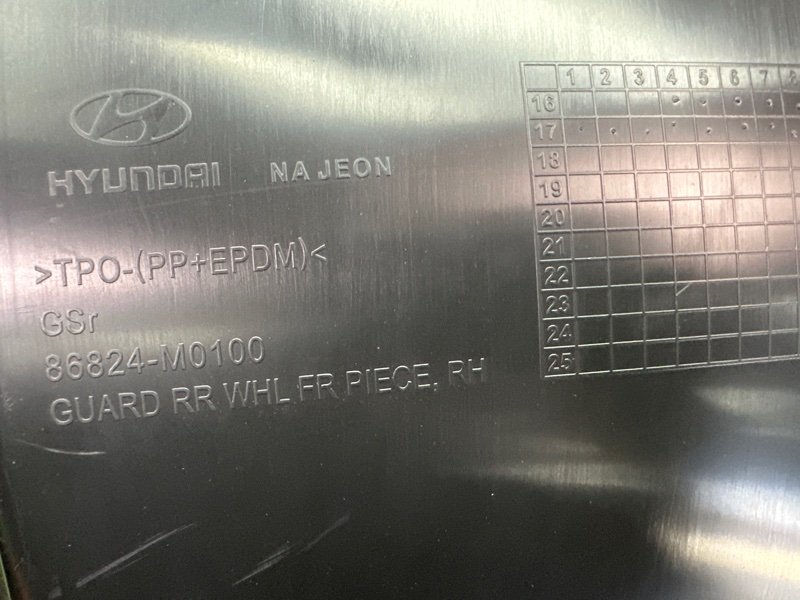 HYUNDAI NA JEON
>TPO-(PP+EPDM)<
GSr
86824-M0100
GUARD RR WHL FR PIECE, RH
1 2 3 4 5 6 7 8
16
17
18
19
20
21
22
23
24
25